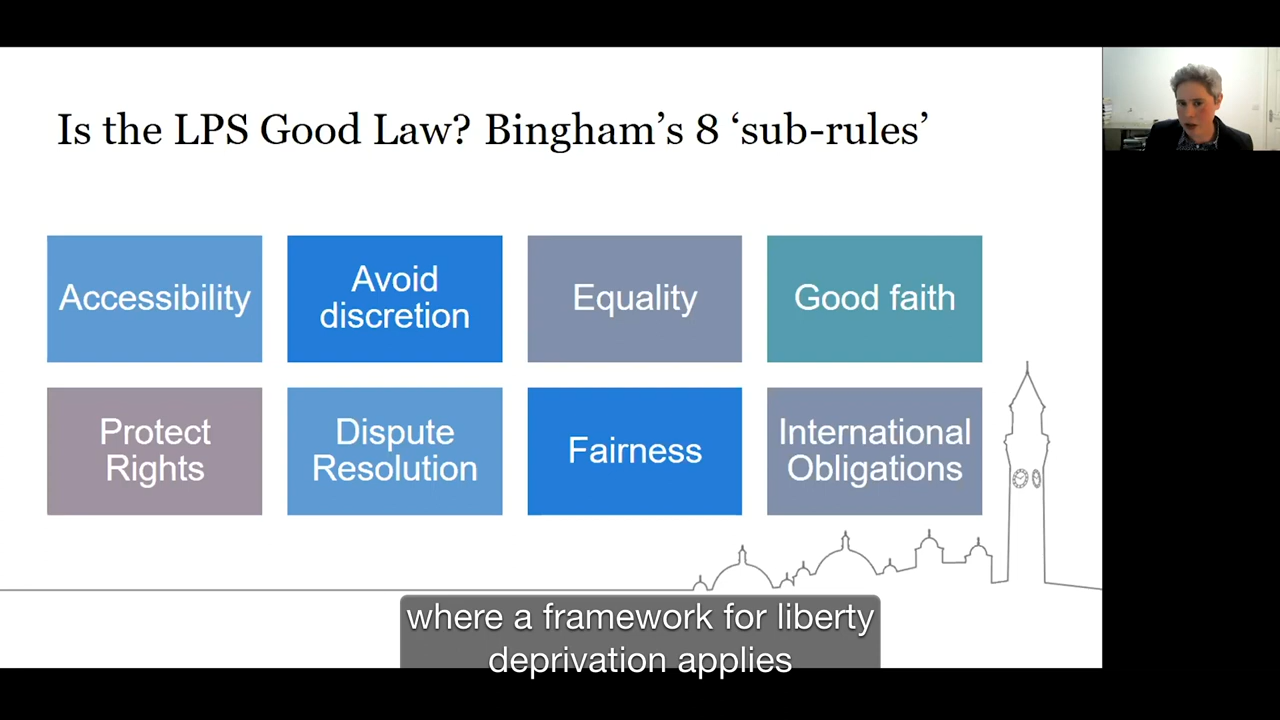 Is the LPS Good Law? Bingham’s 8 ‘sub-rules’
Accessibility
Avoid
discretion
Equality
Good faith
Protect
Rights
Dispute
Resolution
Fairness
International
Obligations
where a framework for liberty
deprivation applies